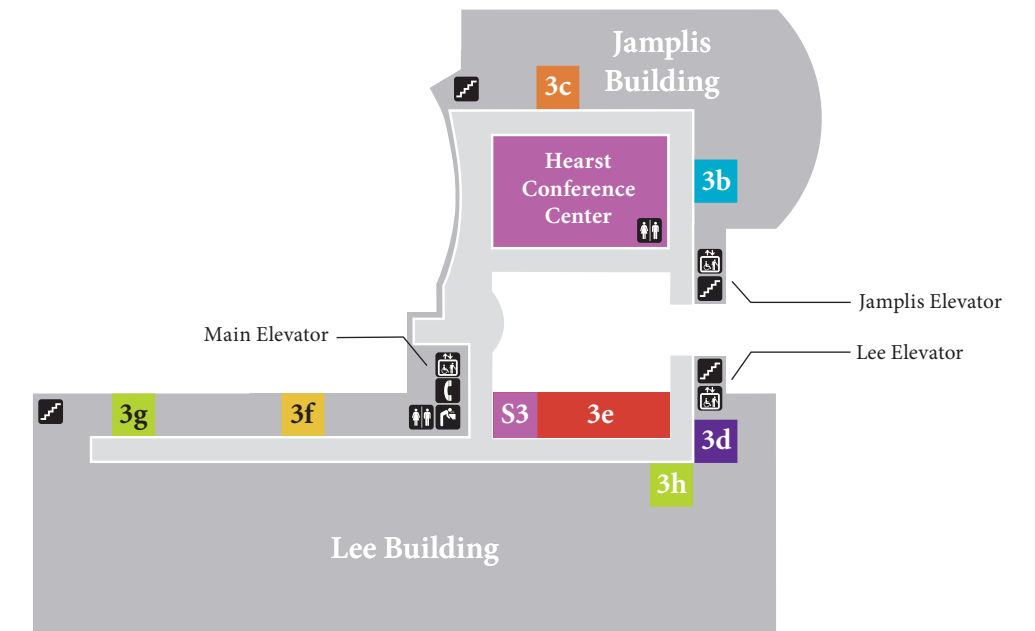 Jamplis
Building
3c
Hearst
Conference
Center
3b
Jamplis Elevator
Main Elevator
Lee Elevator
3g
3f
S3
3e
3d
3h
Lee Building